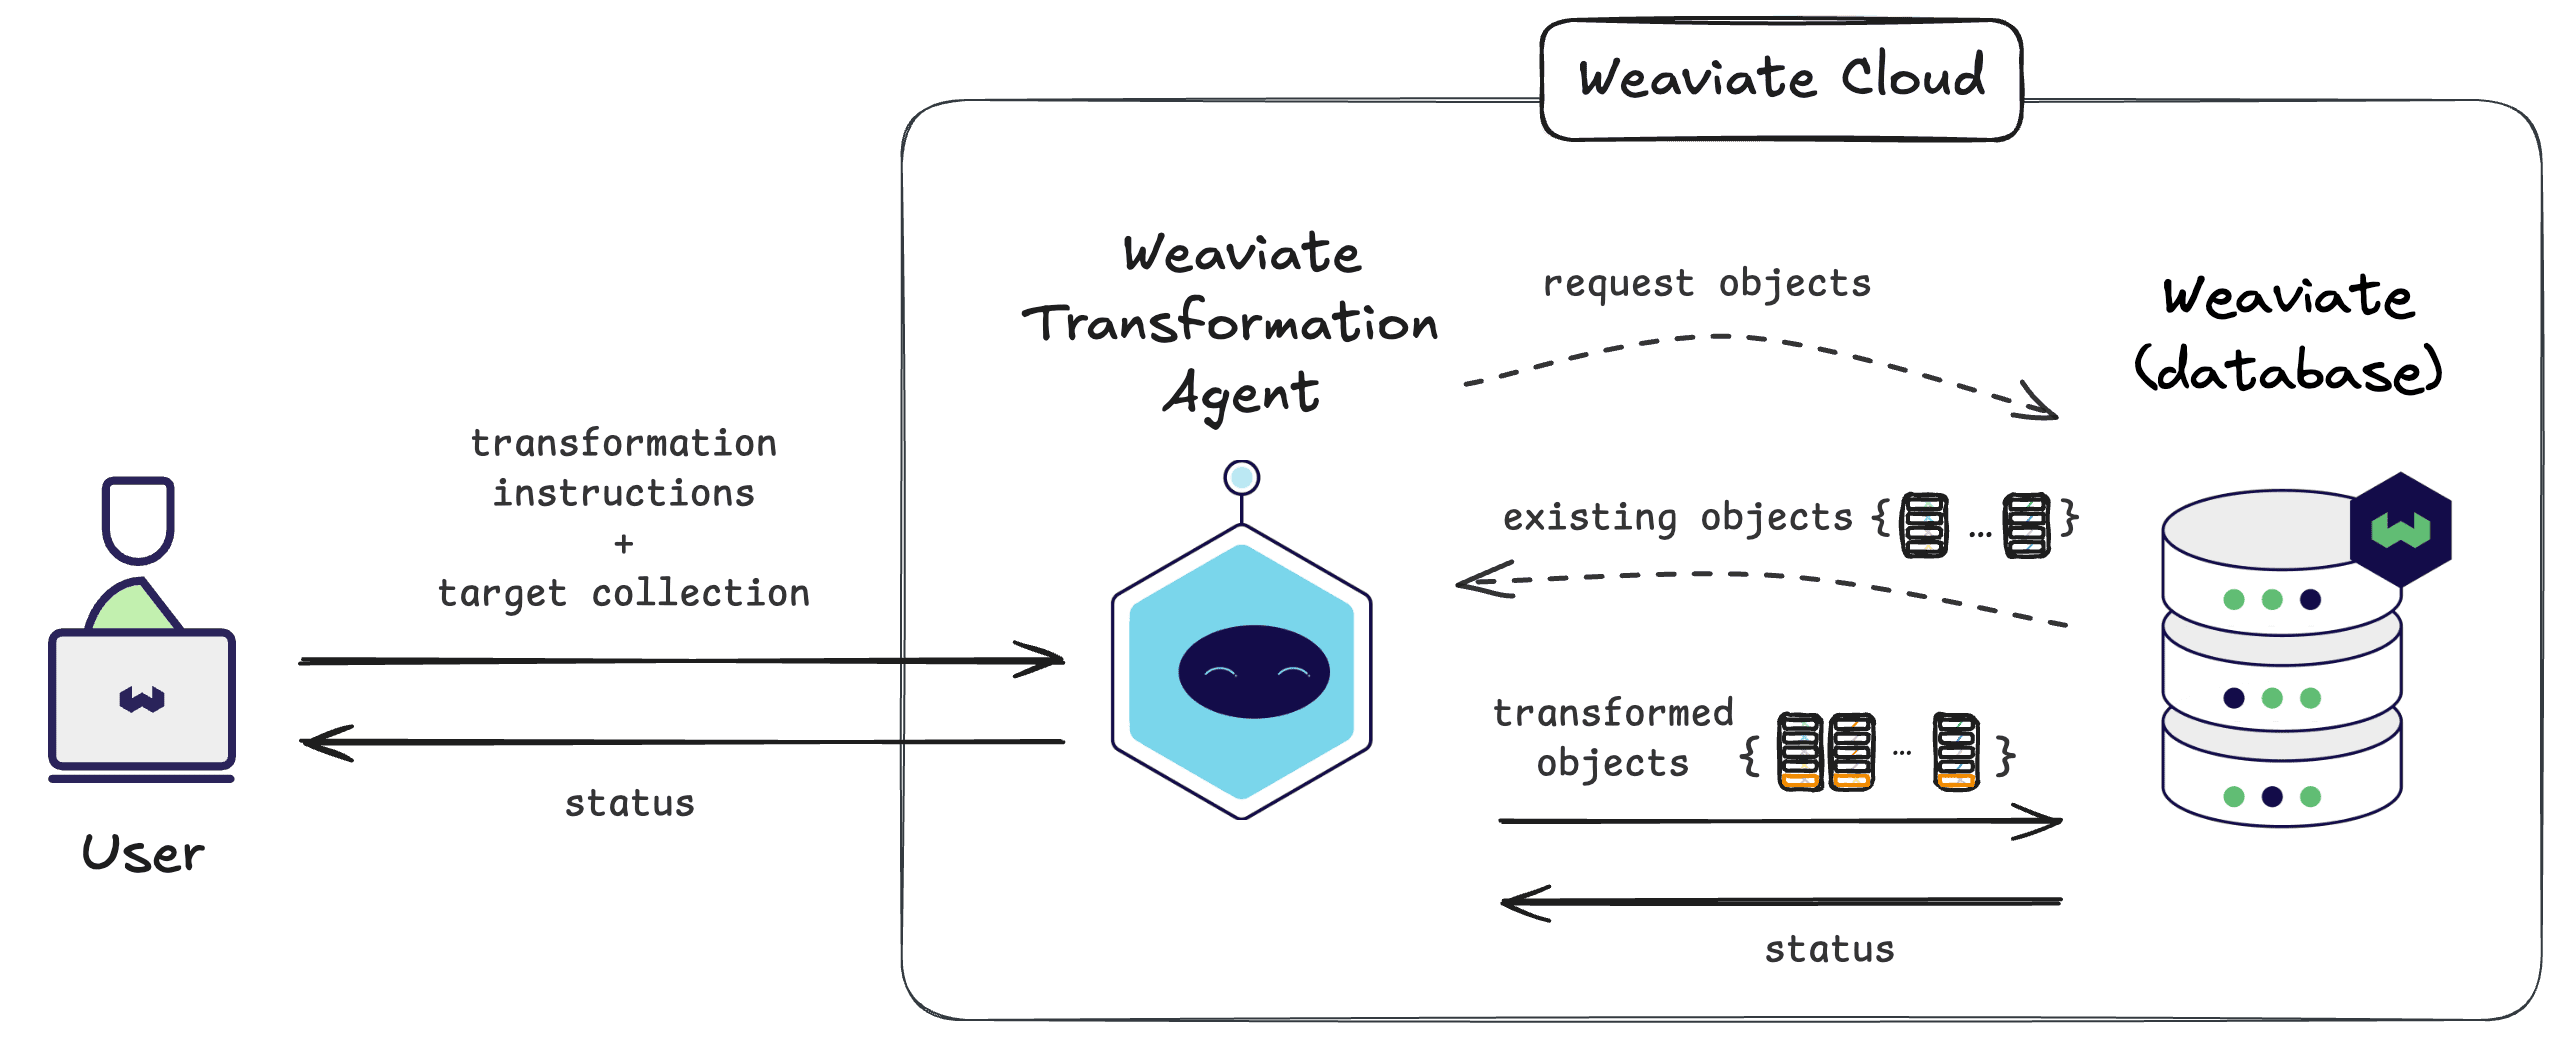 Weaviate Cloud
Weaviate
Transformation
Agent
request objects
Weaviate
(database)
transformation
instructions
+
target collection
existing objects { ... }
transformed
objects { ... }
status
User
status